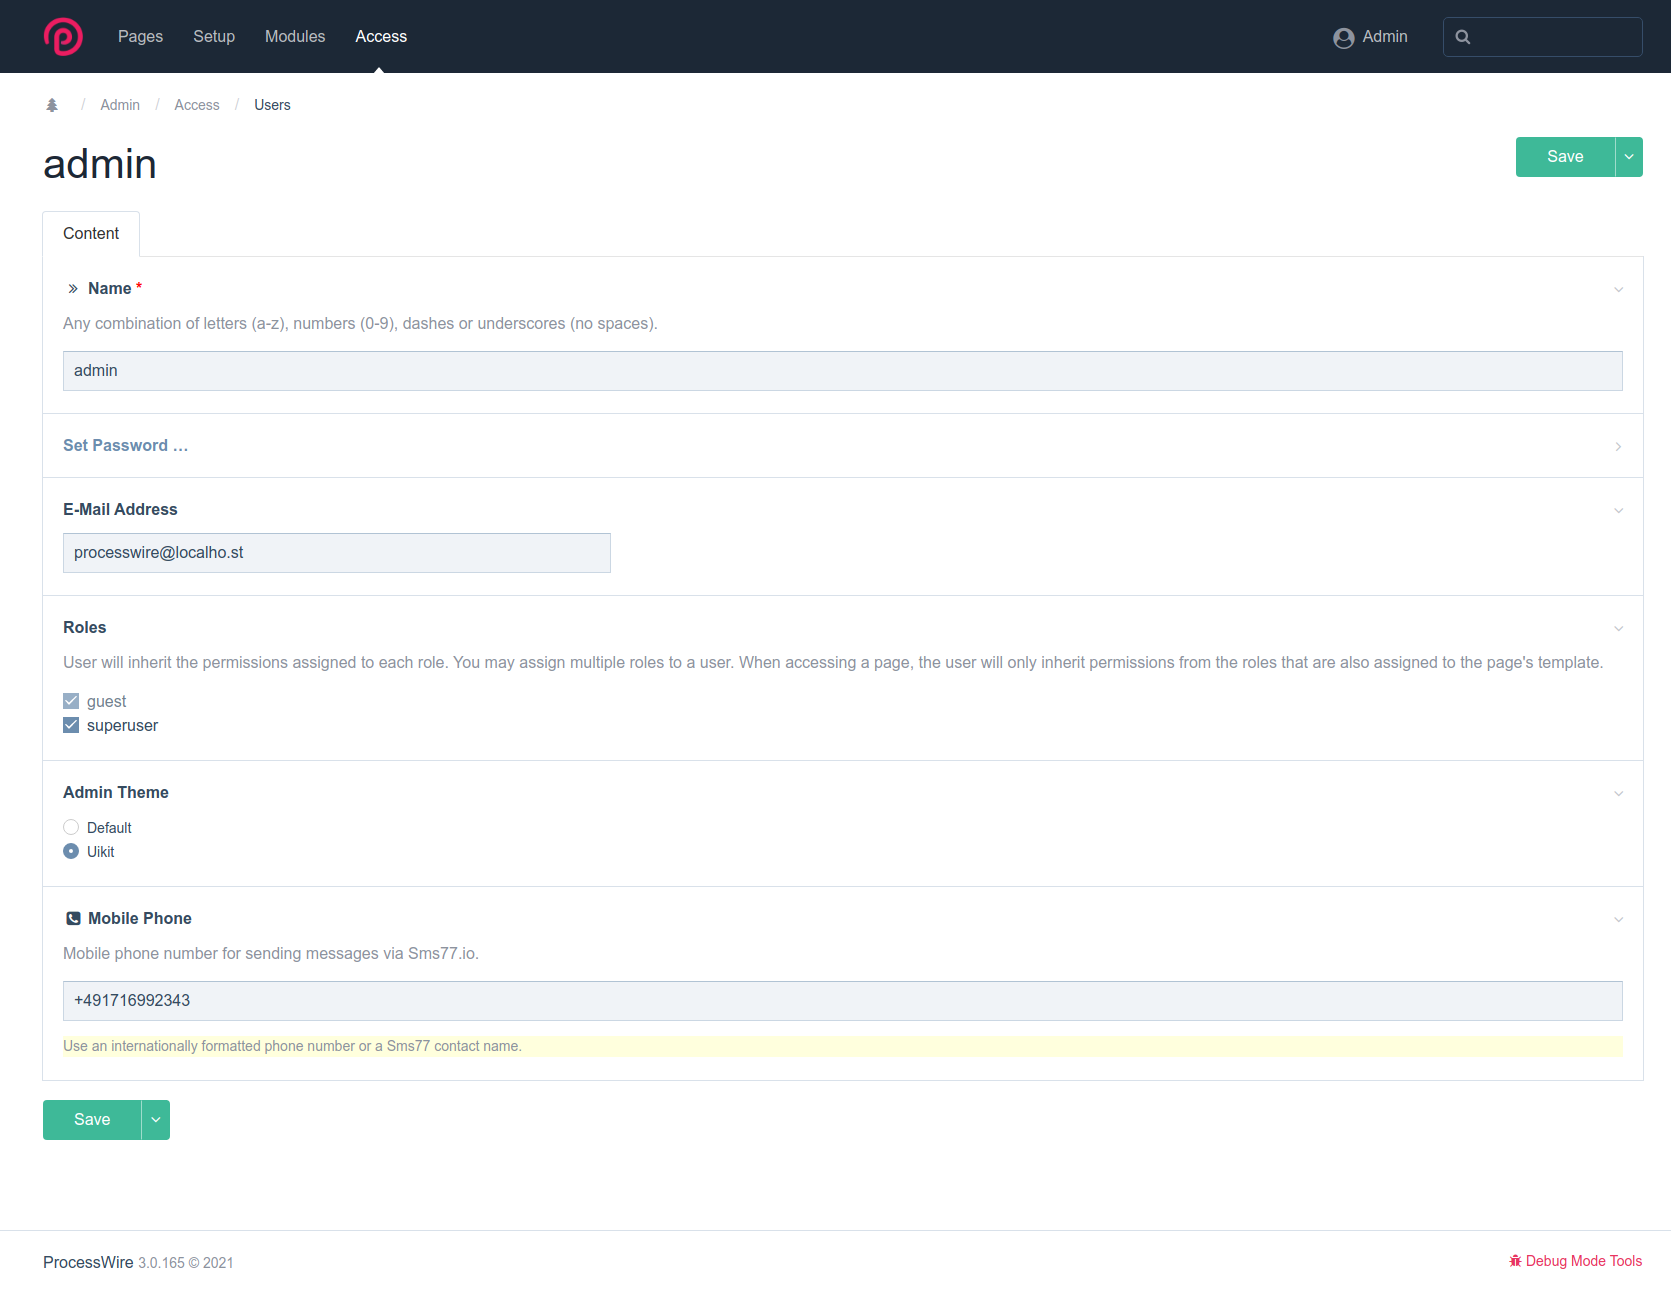 Pages Setup Modules Access Admin
/ Admin / Access / Users
admin
Save
Content
Name *
Any combination of letters (a-z), numbers (0-9), dashes or underscores (no spaces).
admin
Set Password …
E-Mail Address
processwire@localho.st
Roles
User will inherit the permissions assigned to each role. You may assign multiple roles to a user. When accessing a page, the user will only inherit permissions from the roles that are also assigned to the page's template.
guest
superuser
Admin Theme
Default
Uikit
Mobile Phone
Mobile phone number for sending messages via Sms77.io.
+491716992343
Use an internationally formatted phone number or a Sms77 contact name.
Save
ProcessWire 3.0.165 © 2021
Debug Mode Tools